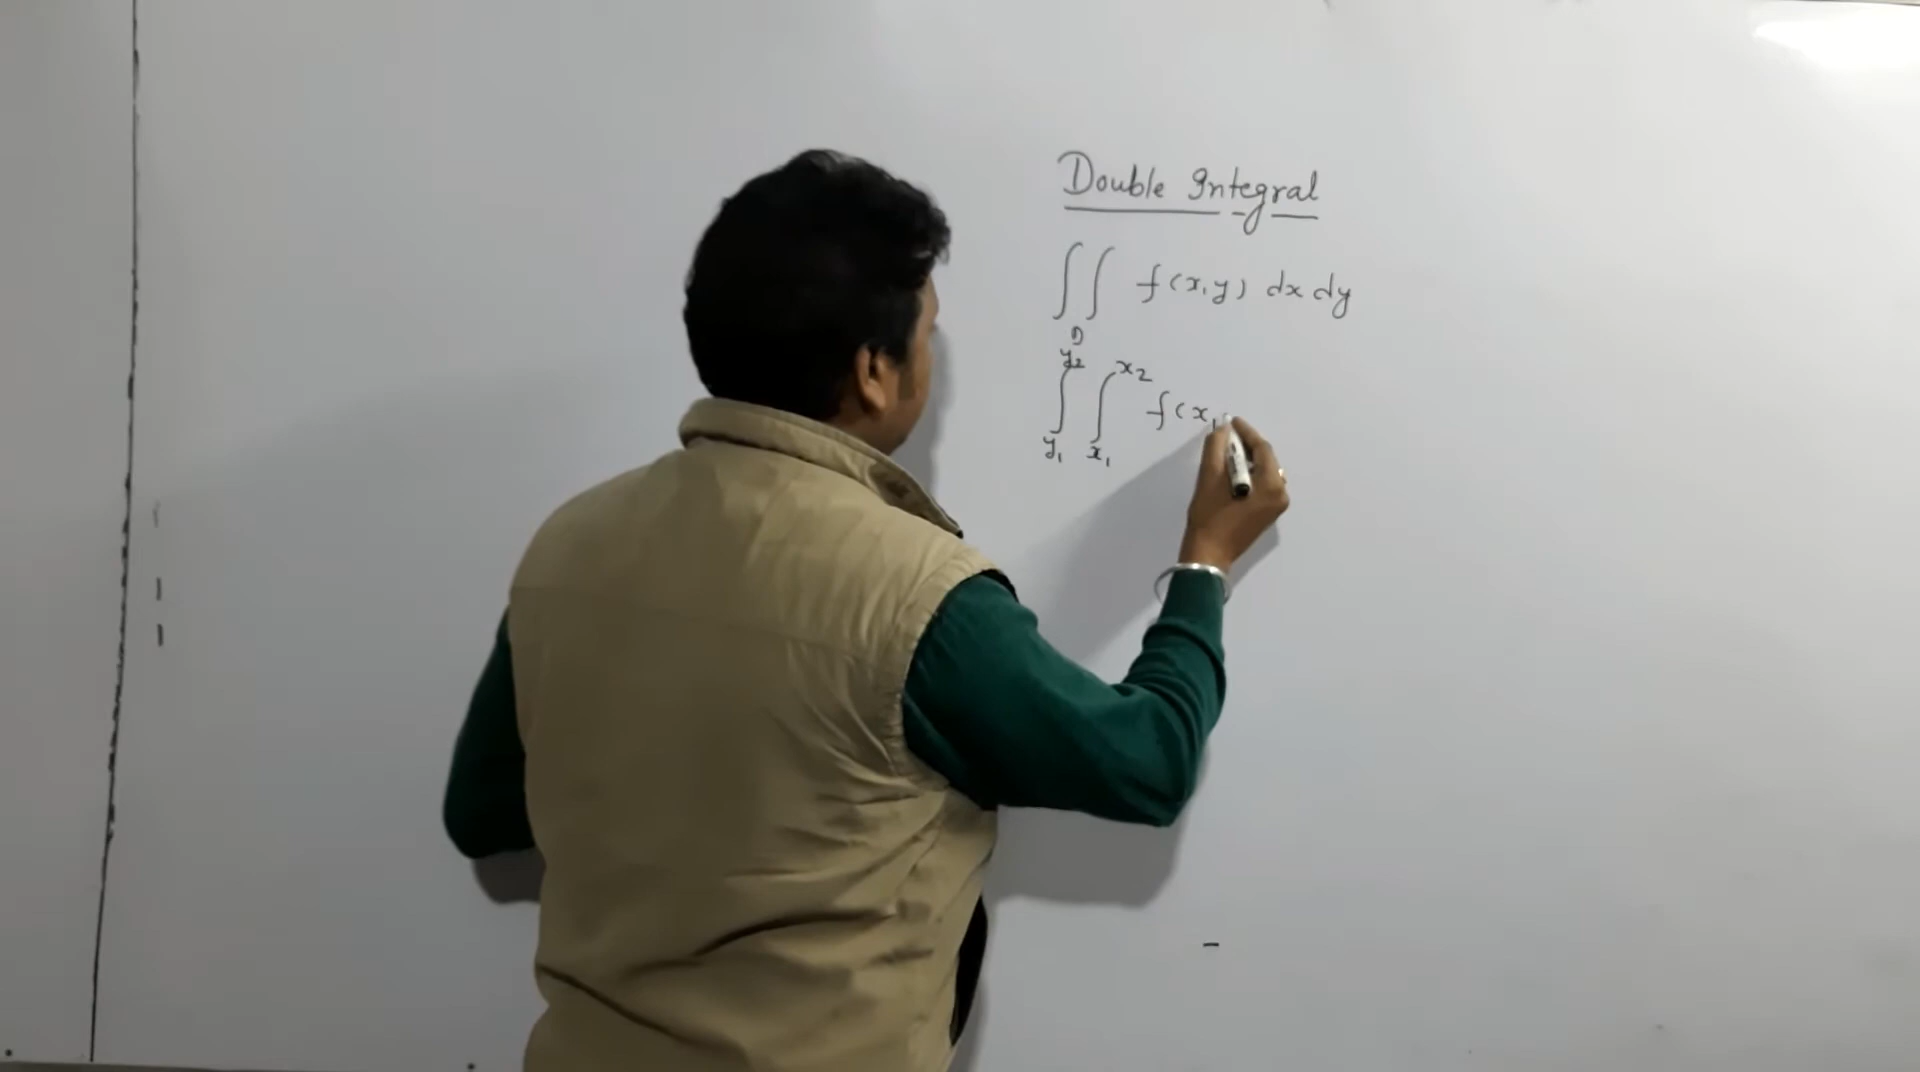 Double Integral
∬_D f(x,y) dx dy
∫_{y₁}^{y₂} ∫_{x₁}^{x₂} f(x,